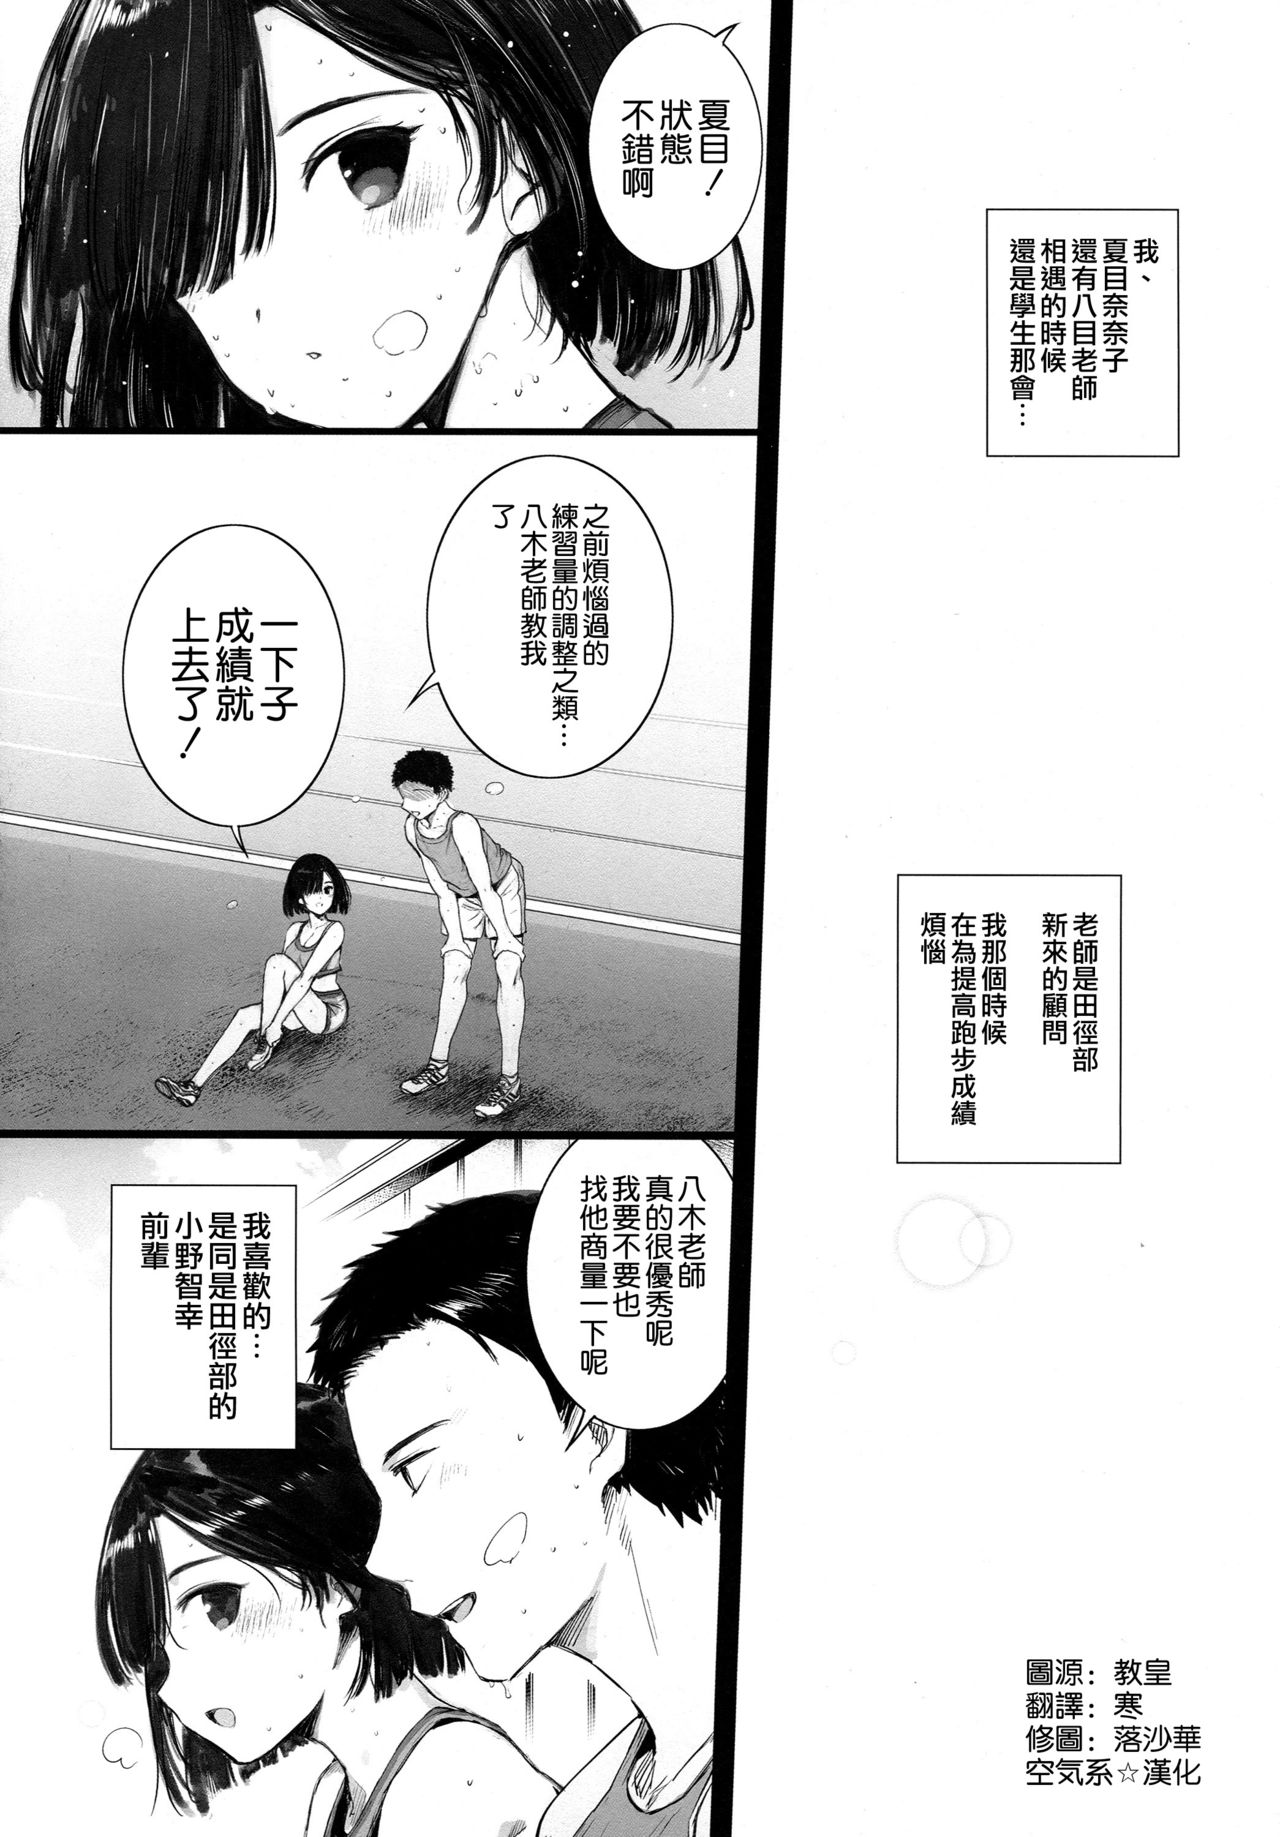 我、
夏目奈奈子
還有八目老師
相遇的時候
還是學生那會…
老師是田徑部
新來的顧問
我那個時候
在為提高跑步成績
煩惱
夏目！
狀態
不錯啊
之前煩惱過的
練習量的調整之類…
八木老師教我
了
一下子
成績就
上去了！
八木老師
真的很優秀呢
我要不要也
找他商量一下呢
我喜歡的…
是同是田徑部的
小野智幸
前輩
圖源：教皇
翻譯：寒
修圖：落沙華
空気系☆漢化